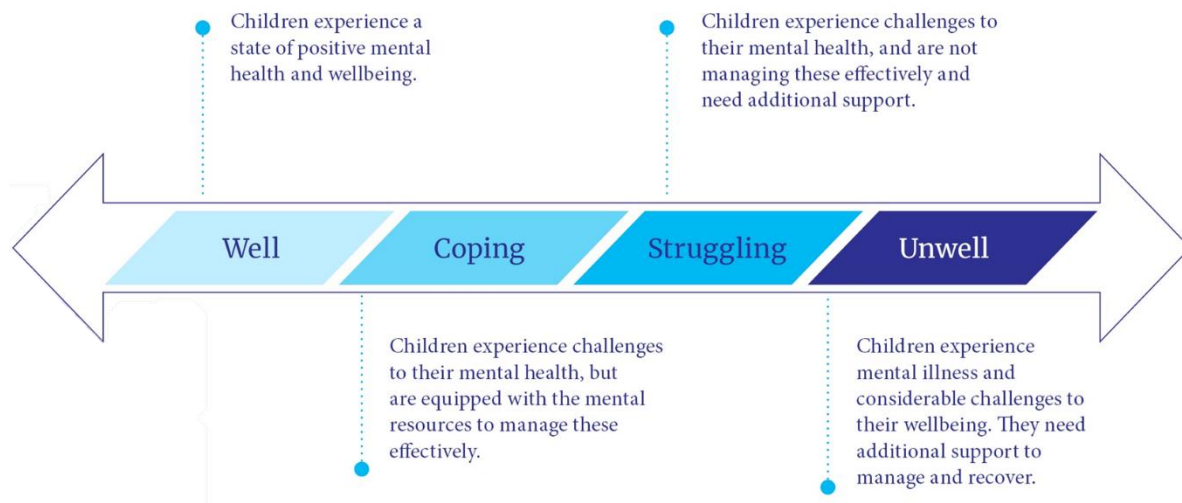 Children experience a
state of positive mental
health and wellbeing.
Children experience challenges to
their mental health, and are not
managing these effectively and
need additional support.
Well
Coping
Struggling
Unwell
Children experience challenges
to their mental health, but
are equipped with the mental
resources to manage these
effectively.
Children experience
mental illness and
considerable challenges to
their wellbeing. They need
additional support to
manage and recover.